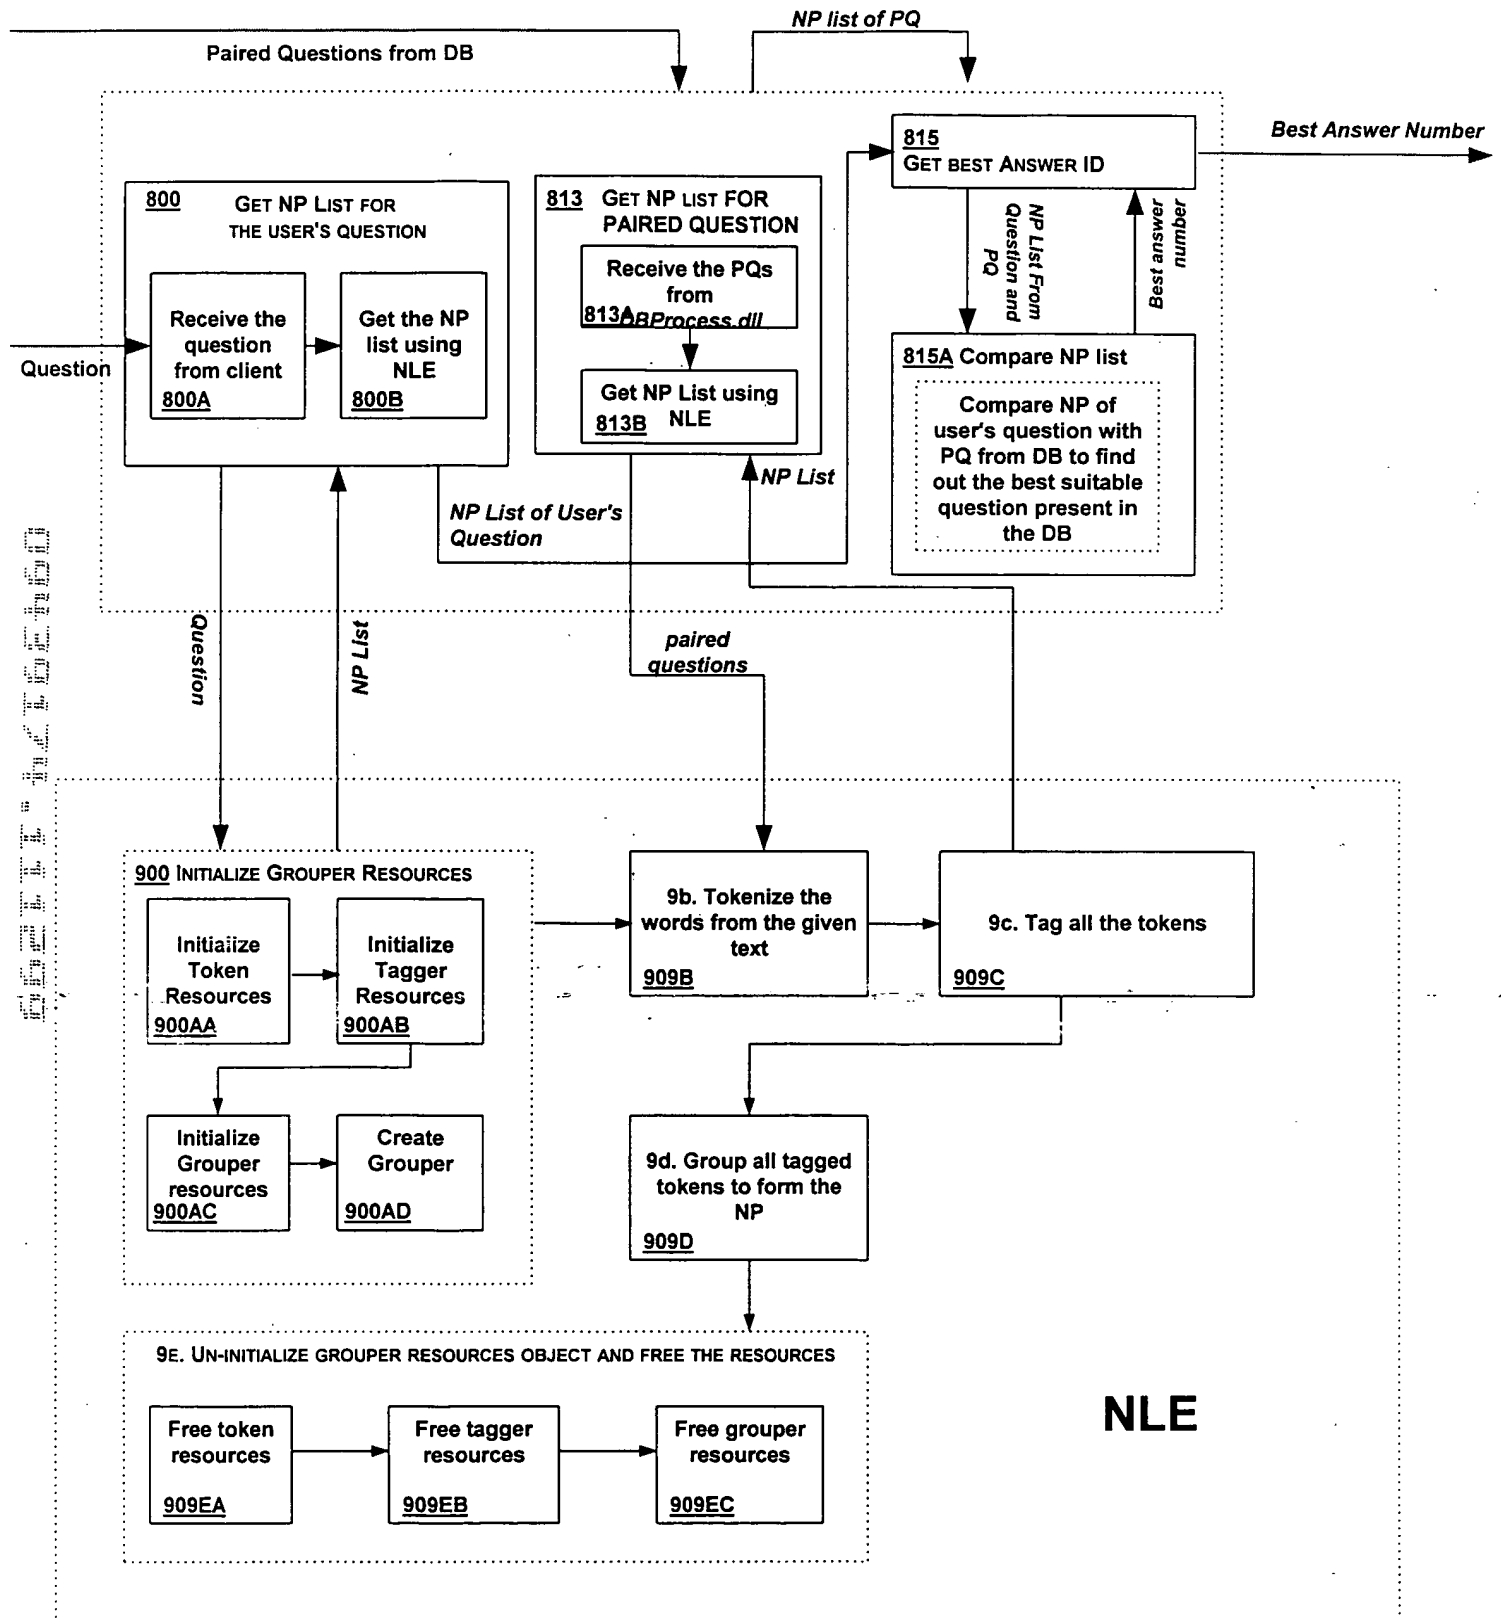 NP list of PQ
Paired Questions from DB
Best Answer Number
815
GET BEST ANSWER ID
800 GET NP LIST FOR
THE USER'S QUESTION
813 GET NP LIST FOR
PAIRED QUESTION
Receive the PQs
from
813A DBProcess.dll
Get NP List using
813B NLE
Question
Receive the
question
from client
800A
Get the NP
list using
NLE
800B
NP List From
Question and
PQ
Best answer
number
815A Compare NP list
Compare NP of
user's question with
PQ from DB to find
out the best suitable
question present in
the DB
NP List
NP List of User's
Question
Question
NP List
paired
questions
900 INITIALIZE GROUPER RESOURCES
Initialize
Token
Resources
900AA
Initialize
Tagger
Resources
900AB
Initialize
Grouper
resources
900AC
Create
Grouper
900AD
9b. Tokenize the
words from the given
text
909B
9c. Tag all the tokens
909C
9d. Group all tagged
tokens to form the
NP
909D
9E. UN-INITIALIZE GROUPER RESOURCES OBJECT AND FREE THE RESOURCES
Free token
resources
909EA
Free tagger
resources
909EB
Free grouper
resources
909EC
NLE